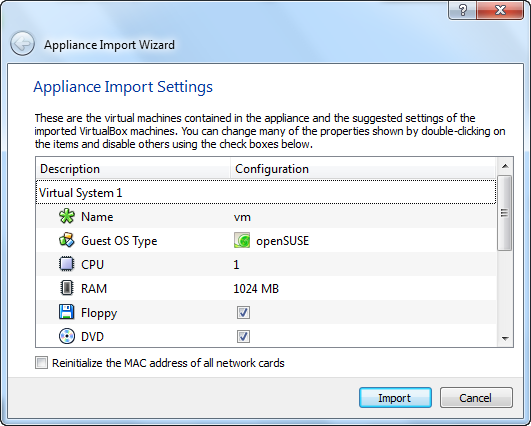 ?
Appliance Import Wizard
Appliance Import Settings
These are the virtual machines contained in the appliance and the suggested settings of the
imported VirtualBox machines. You can change many of the properties shown by double-clicking on
the items and disable others using the check boxes below.
Description Configuration
Virtual System 1
Name vm
Guest OS Type openSUSE
CPU 1
RAM 1024 MB
Floppy
DVD
Reinitialize the MAC address of all network cards
Import Cancel